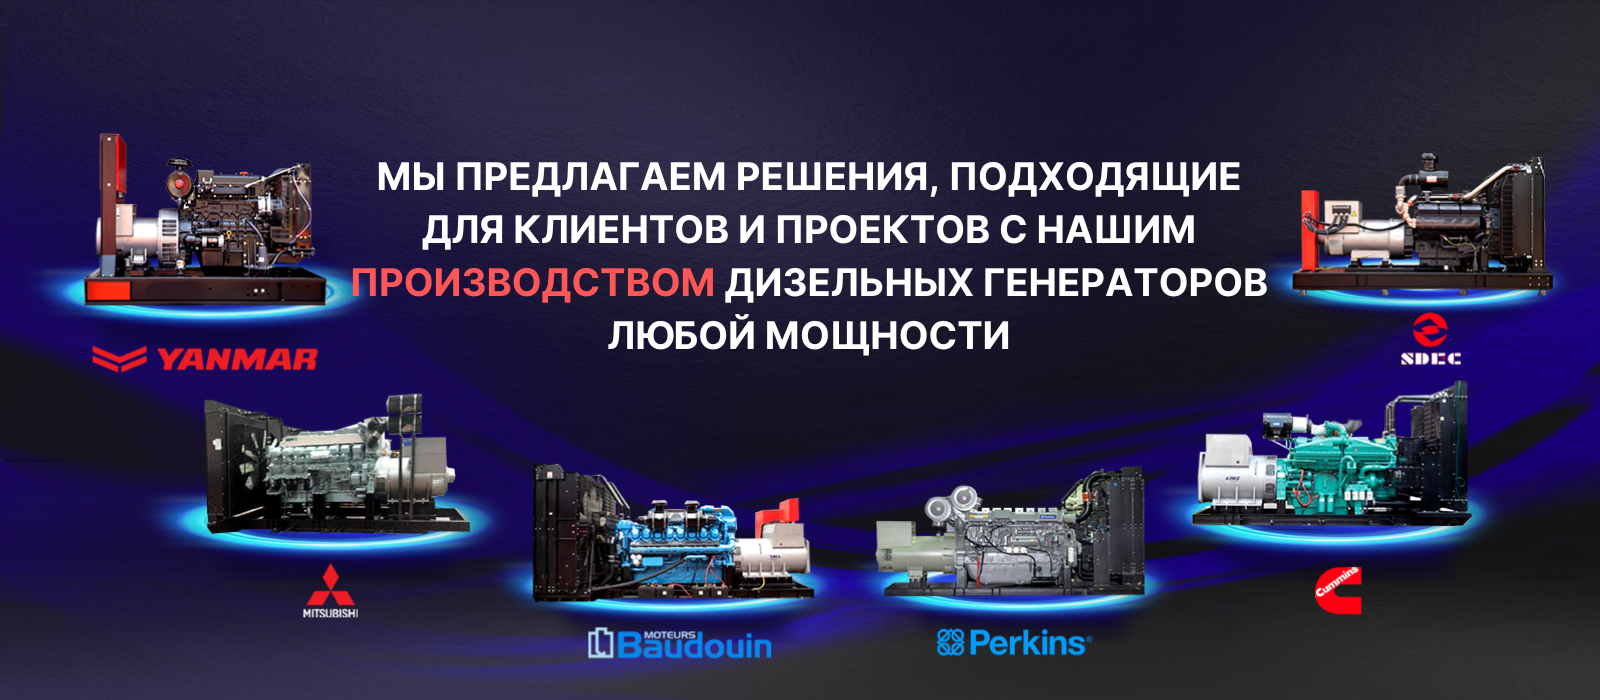 МЫ ПРЕДЛАГАЕМ РЕШЕНИЯ, ПОДХОДЯЩИЕ
ДЛЯ КЛИЕНТОВ И ПРОЕКТОВ С НАШИМ
ПРОИЗВОДСТВОМ ДИЗЕЛЬНЫХ ГЕНЕРАТОРОВ
ЛЮБОЙ МОЩНОСТИ
YANMAR
SDEC
MITSUBISHI
MOTEURS
Baudouin
Perkins®
Cummins